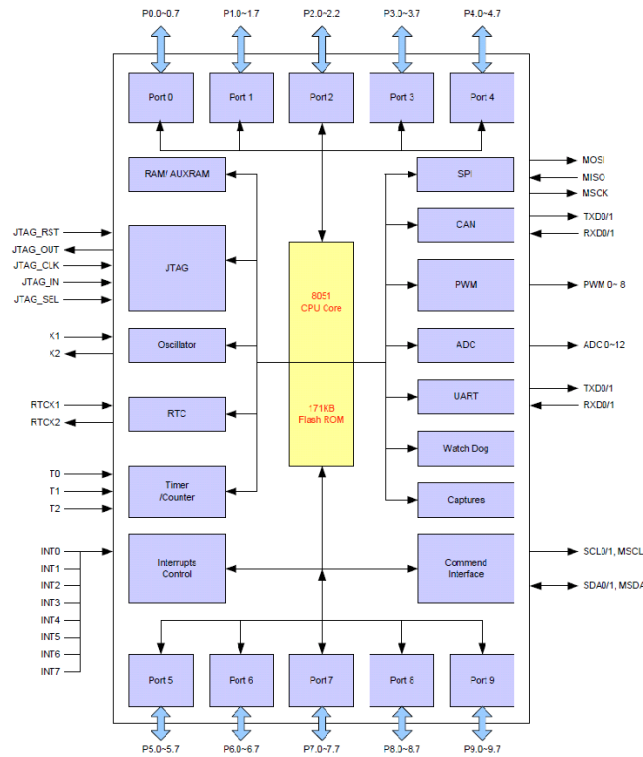 P0.0~0.7 P1.0~1.7 P2.0~2.2 P3.0~3.7 P4.0~4.7
Port 0 Port 1 Port 2 Port 3 Port 4
RAM/ AUXRAM
SPI
MOSI
MISO
MSCK
CAN
TXD0/1
RXD0/1
JTAG_RST
JTAG_OUT
JTAG_CLK
JTAG_IN
JTAG_SEL
JTAG
8051
CPU Core
PWM
PWM 0~ 8
X1
X2
Oscillator
ADC
ADC 0~12
RTCX1
RTCX2
RTC
171KB
Flash ROM
UART
TXD0/1
RXD0/1
Watch Dog
T0
T1
T2
Timer
/Counter
Captures
INT0
INT1
INT2
INT3
INT4
INT5
INT6
INT7
Interrupts
Control
Commend
Interface
SCL0/1, MSCL
SDA0/1, MSDA
Port 5 Port 6 Port 7 Port 8 Port 9
P5.0~5.7 P6.0~6.7 P7.0~7.7 P8.0~8.7 P9.0~9.7